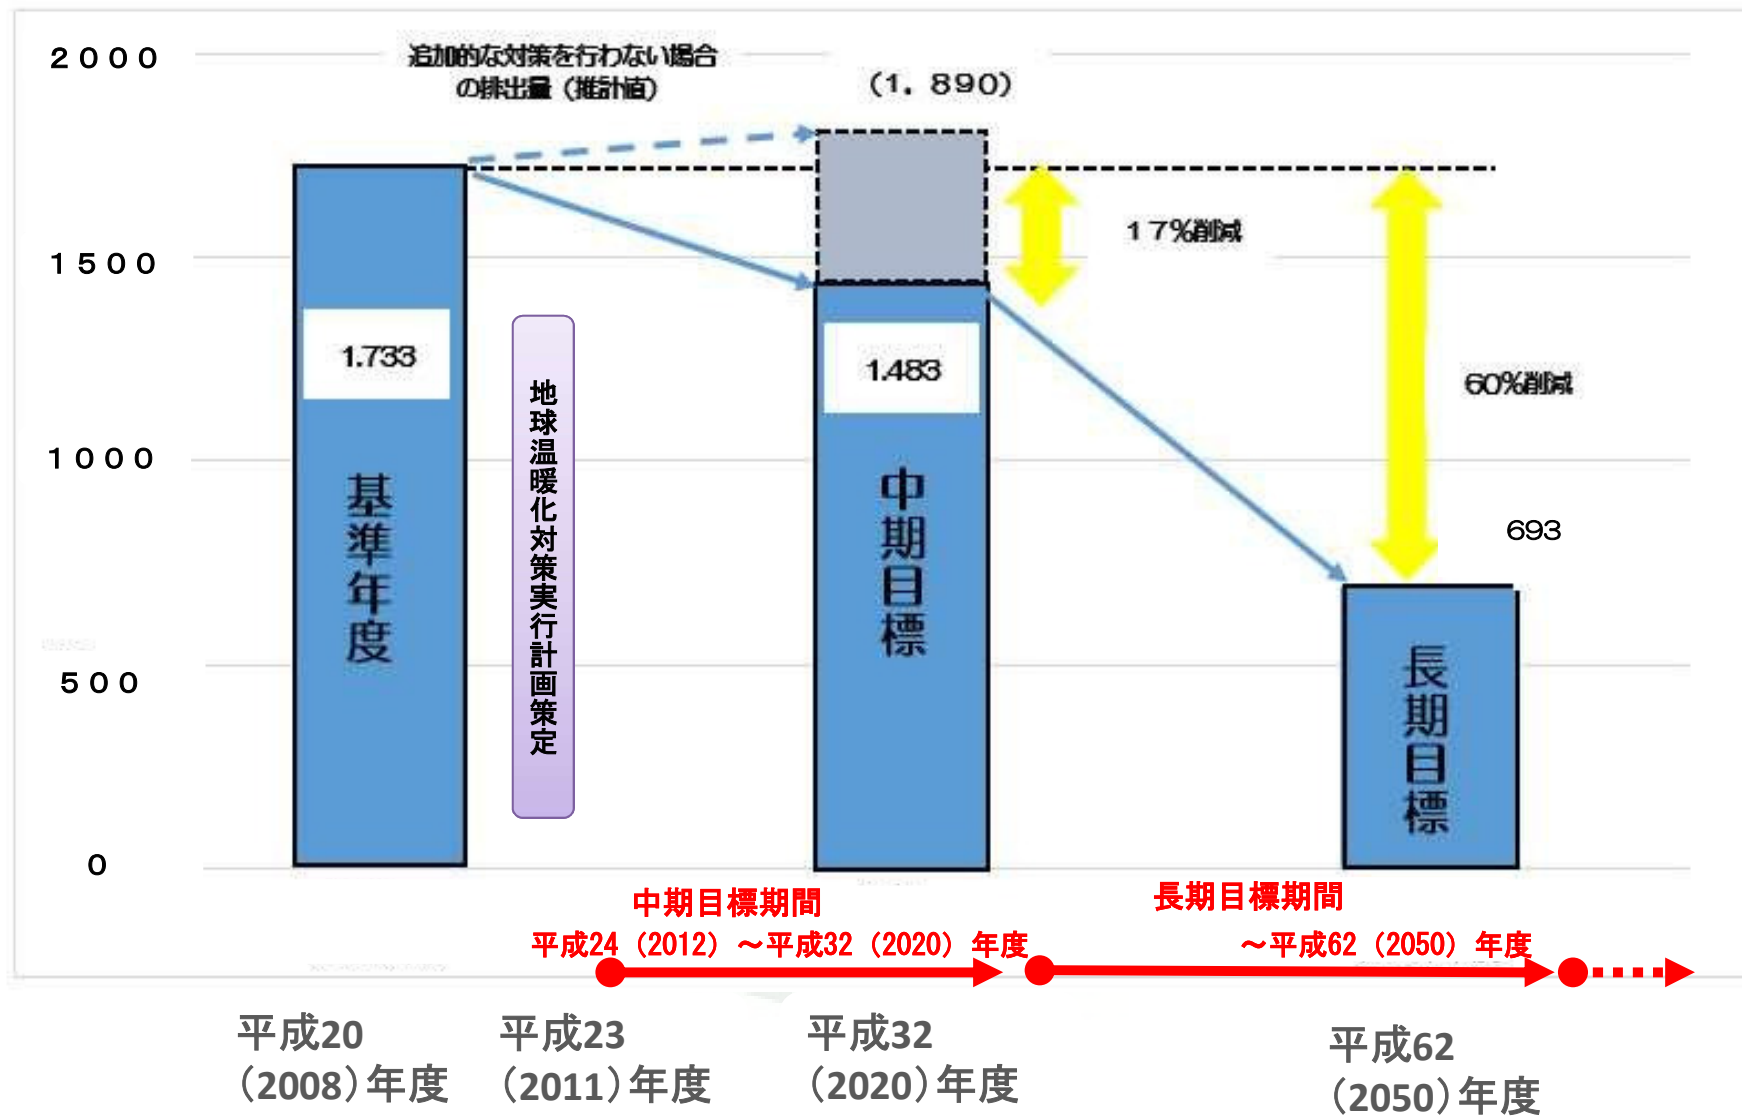 2000
追加的な対策を行わない場合
の排出量（推計値）
（1．890）
17%削減
1500
1.733
1.483
60%削減
地球温暖化対策実行計画策定
1000
基準年度
中期目標
693
500
長期目標
0
中期目標期間
平成24（2012）～平成32（2020）年度
長期目標期間
～平成62（2050）年度
平成20
（2008）年度
平成23
（2011）年度
平成32
（2020）年度
平成62
（2050）年度